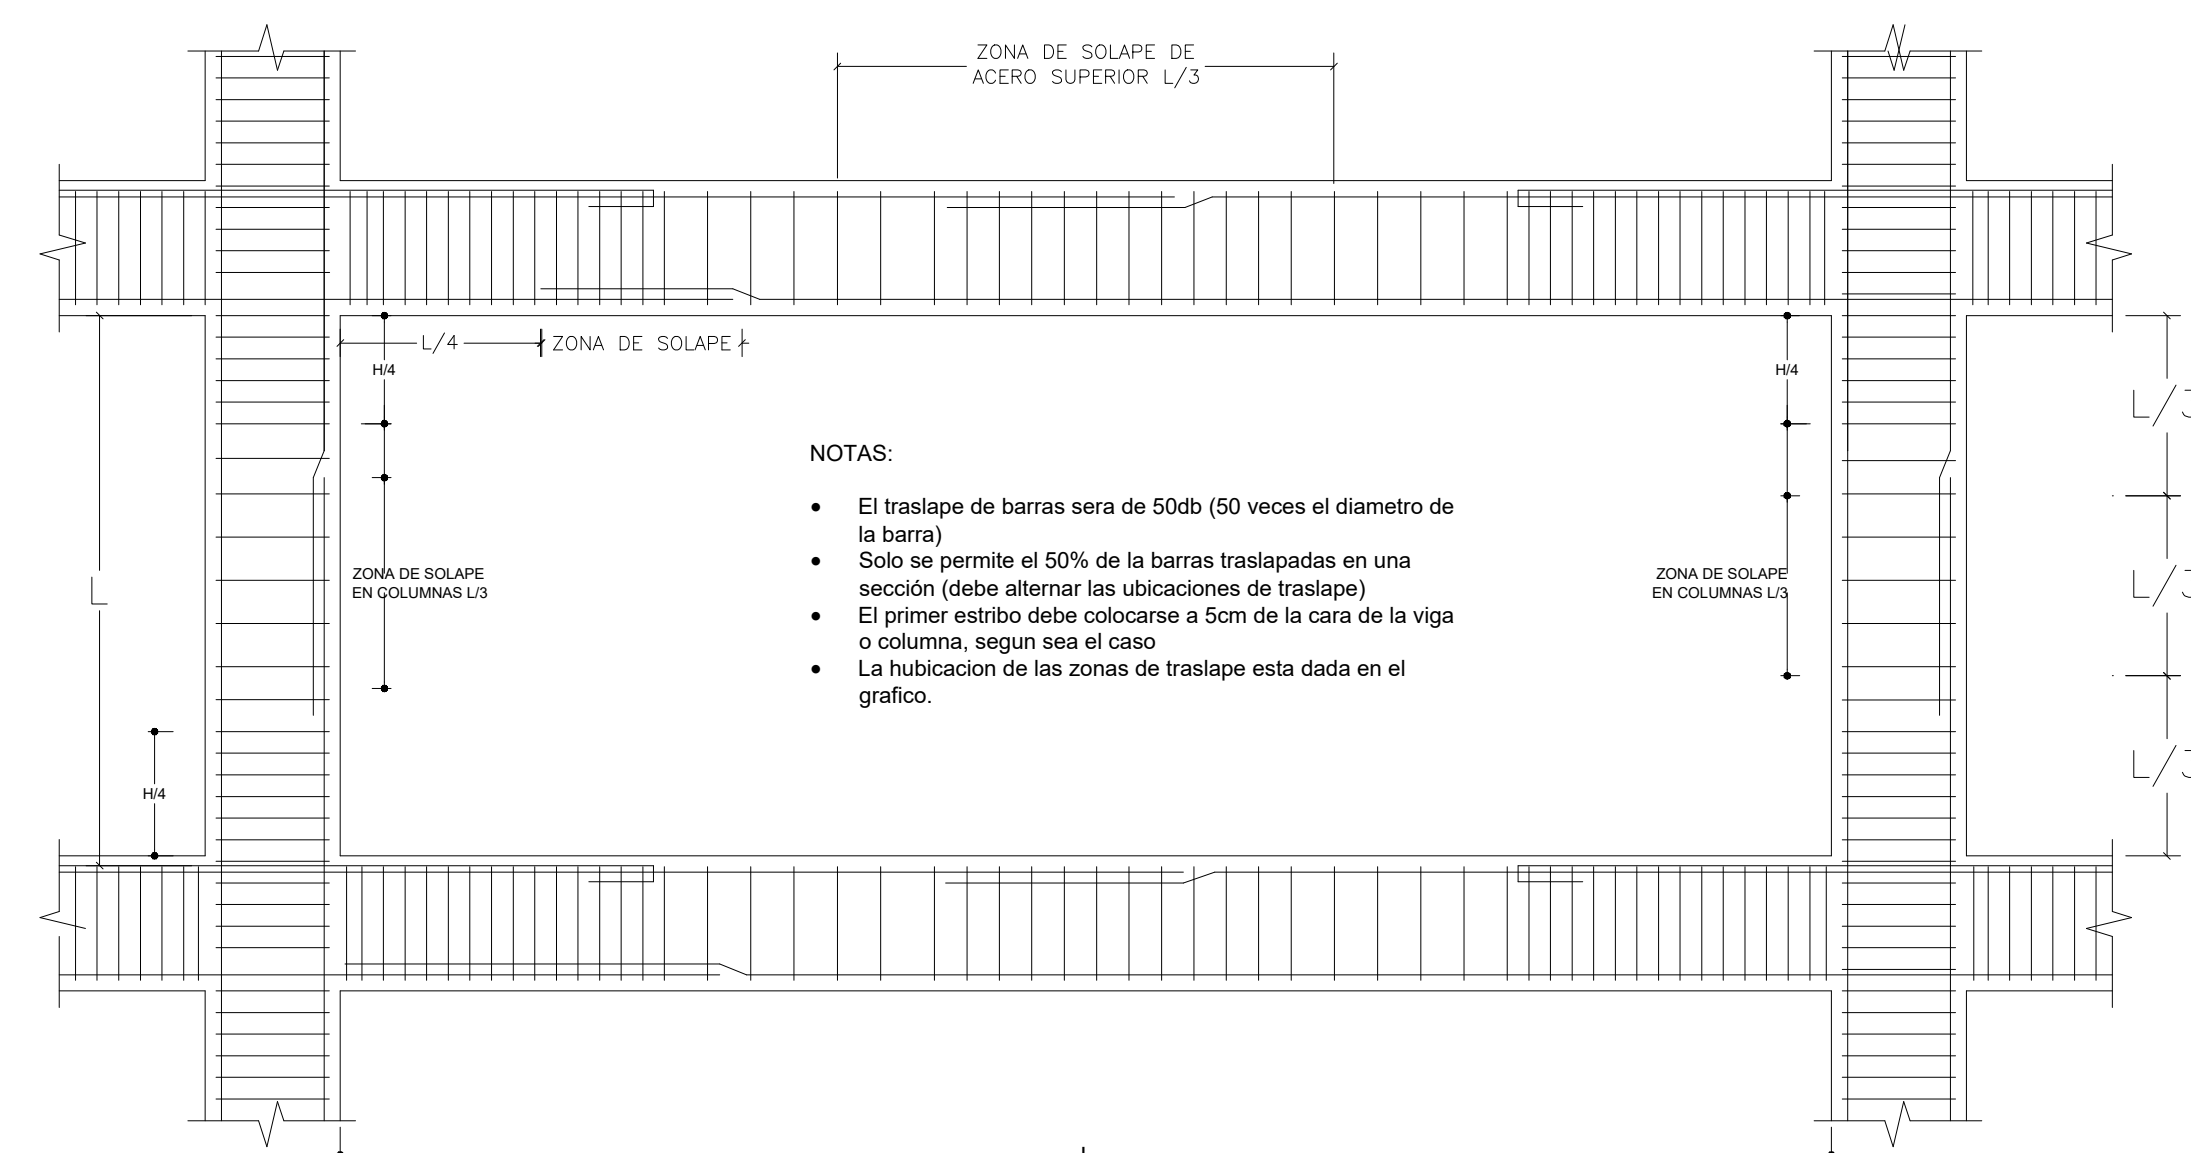 ZONA DE SOLAPE DE
ACERO SUPERIOR L/3
L/4
ZONA DE SOLAPE
H/4
H/4
NOTAS:
• El traslape de barras sera de 50db (50 veces el diametro de
la barra)
• Solo se permite el 50% de la barras traslapadas en una
sección (debe alternar las ubicaciones de traslape)
• El primer estribo debe colocarse a 5cm de la cara de la viga
o columna, segun sea el caso
• La hubicacion de las zonas de traslape esta dada en el
grafico.
ZONA DE SOLAPE
EN COLUMNAS L/3
ZONA DE SOLAPE
EN COLUMNAS L/3
L
H/4
L/3
L/3
L/3